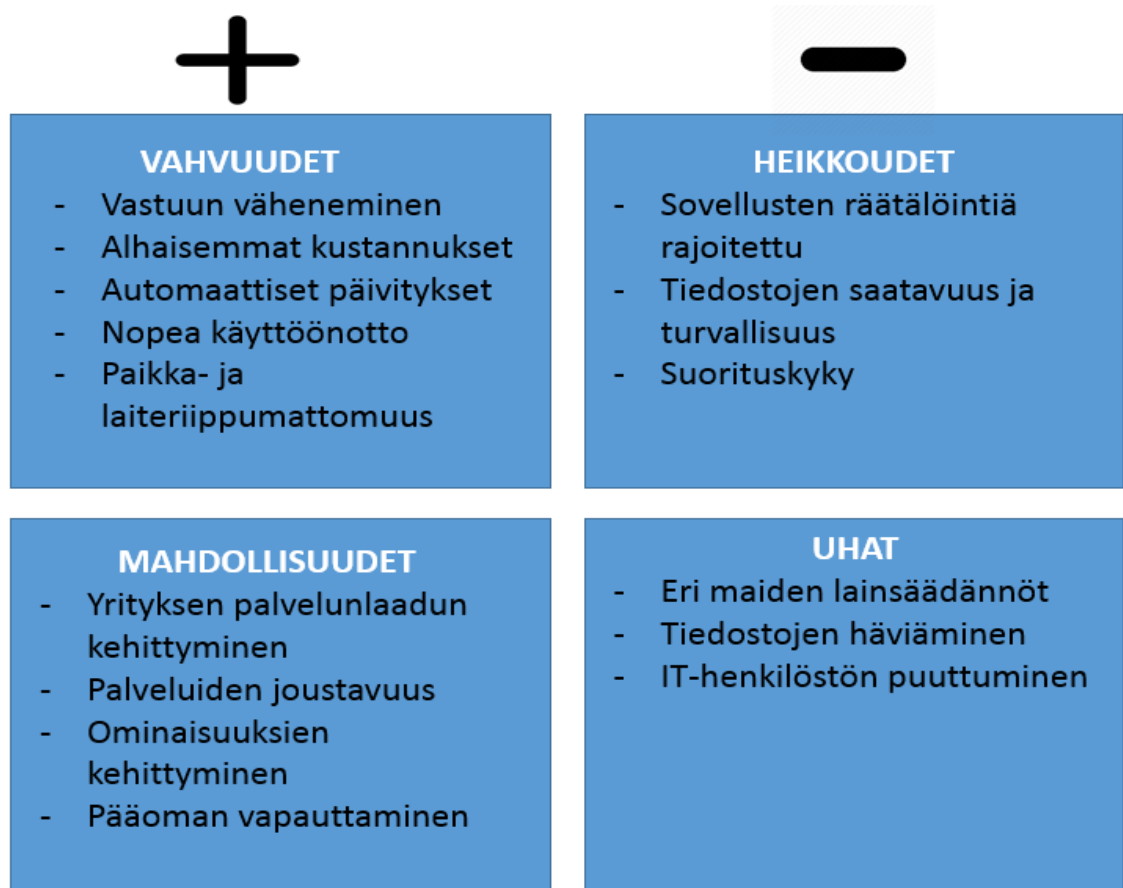 VAHVUUDET
- Vastuun väheneminen
- Alhaisemmat kustannukset
- Automaattiset päivitykset
- Nopea käyttöönotto
- Paikka- ja
laiteriippumattomuus
HEIKKOUDET
- Sovellusten räätälöintiä
rajoitettu
- Tiedostojen saatavuus ja
turvallisuus
- Suorituskyky
MAHDOLLISUUDET
- Yrityksen palvelunlaadun
kehittyminen
- Palveluiden joustavuus
- Ominaisuuksien
kehittyminen
- Pääoman vapauttaminen
UHAT
- Eri maiden lainsäädännöt
- Tiedostojen häviäminen
- IT-henkilöstön puuttuminen